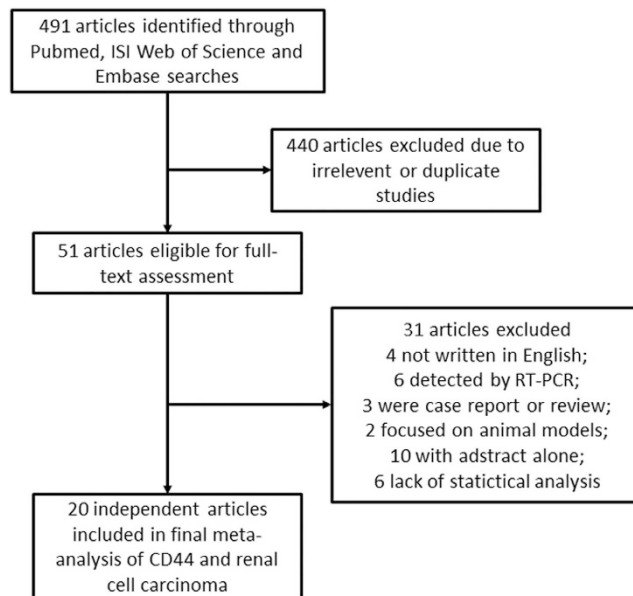 491 articles identified through
Pubmed, ISI Web of Science and
Embase searches
440 articles excluded due to
irrelevent or duplicate
studies
51 articles eligible for full-
text assessment
31 articles excluded
4 not written in English;
6 detected by RT-PCR;
3 were case report or review;
2 focused on animal models;
10 with adstract alone;
6 lack of statictical analysis
20 independent articles
included in final meta-
analysis of CD44 and renal
cell carcinoma